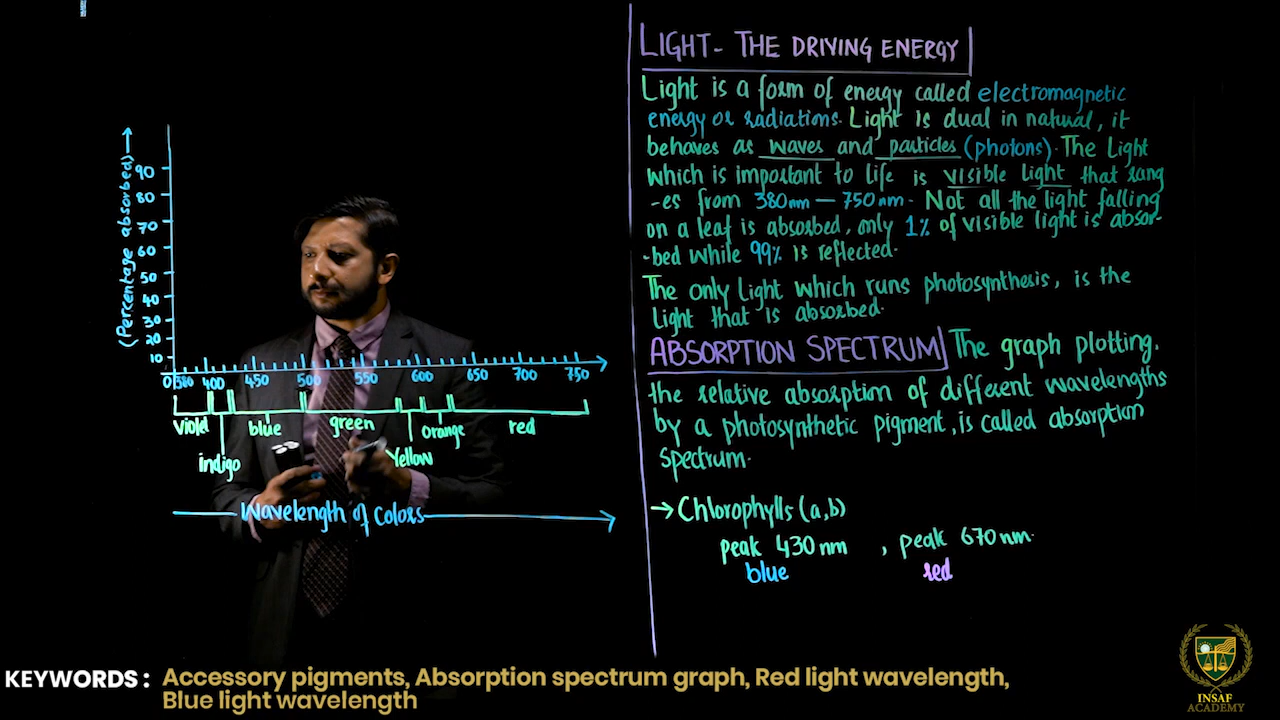 LIGHT - THE DRIVING ENERGY
Light is a form of energy called electromagnetic
energy or radiations. Light is dual in natural, it
behaves as waves and particles (photons). The Light
which is important to life is visible light that rang
-es from 380nm — 750nm. Not all the light falling
on a leaf is absorbed, only 1% of visible light is absor-
-bed while 99% is reflected.
The only light which runs photosynthesis, is the
light that is absorbed.
ABSORPTION SPECTRUM The graph plotting,
the relative absorption of different wavelengths
by a photosynthetic pigment, is called absorption
spectrum.
→ Chlorophylls (a,b)
peak 430 nm , peak 670 nm.
blue red
(Percentage absorbed) →
90
80
70
60
50
40
30
20
10
0 380 400 450 500 550 600 650 700 750
violet blue green orange red
indigo Yellow
Wavelength of Colors
KEYWORDS : Accessory pigments, Absorption spectrum graph, Red light wavelength,
Blue light wavelength
INSAF
ACADEMY